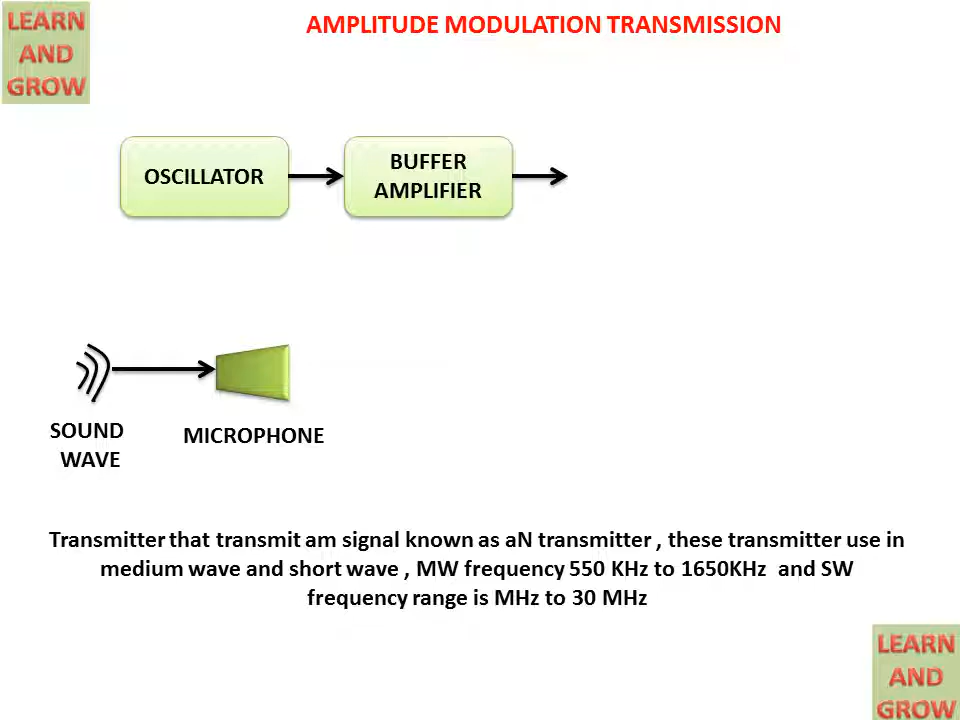 LEARN
AND
GROW
AMPLITUDE MODULATION TRANSMISSION
OSCILLATOR
BUFFER
AMPLIFIER
SOUND
WAVE
MICROPHONE
Transmitter that transmit am signal known as aN transmitter , these transmitter use in
medium wave and short wave , MW frequency 550 KHz to 1650KHz and SW
frequency range is MHz to 30 MHz
LEARN
AND
GROW